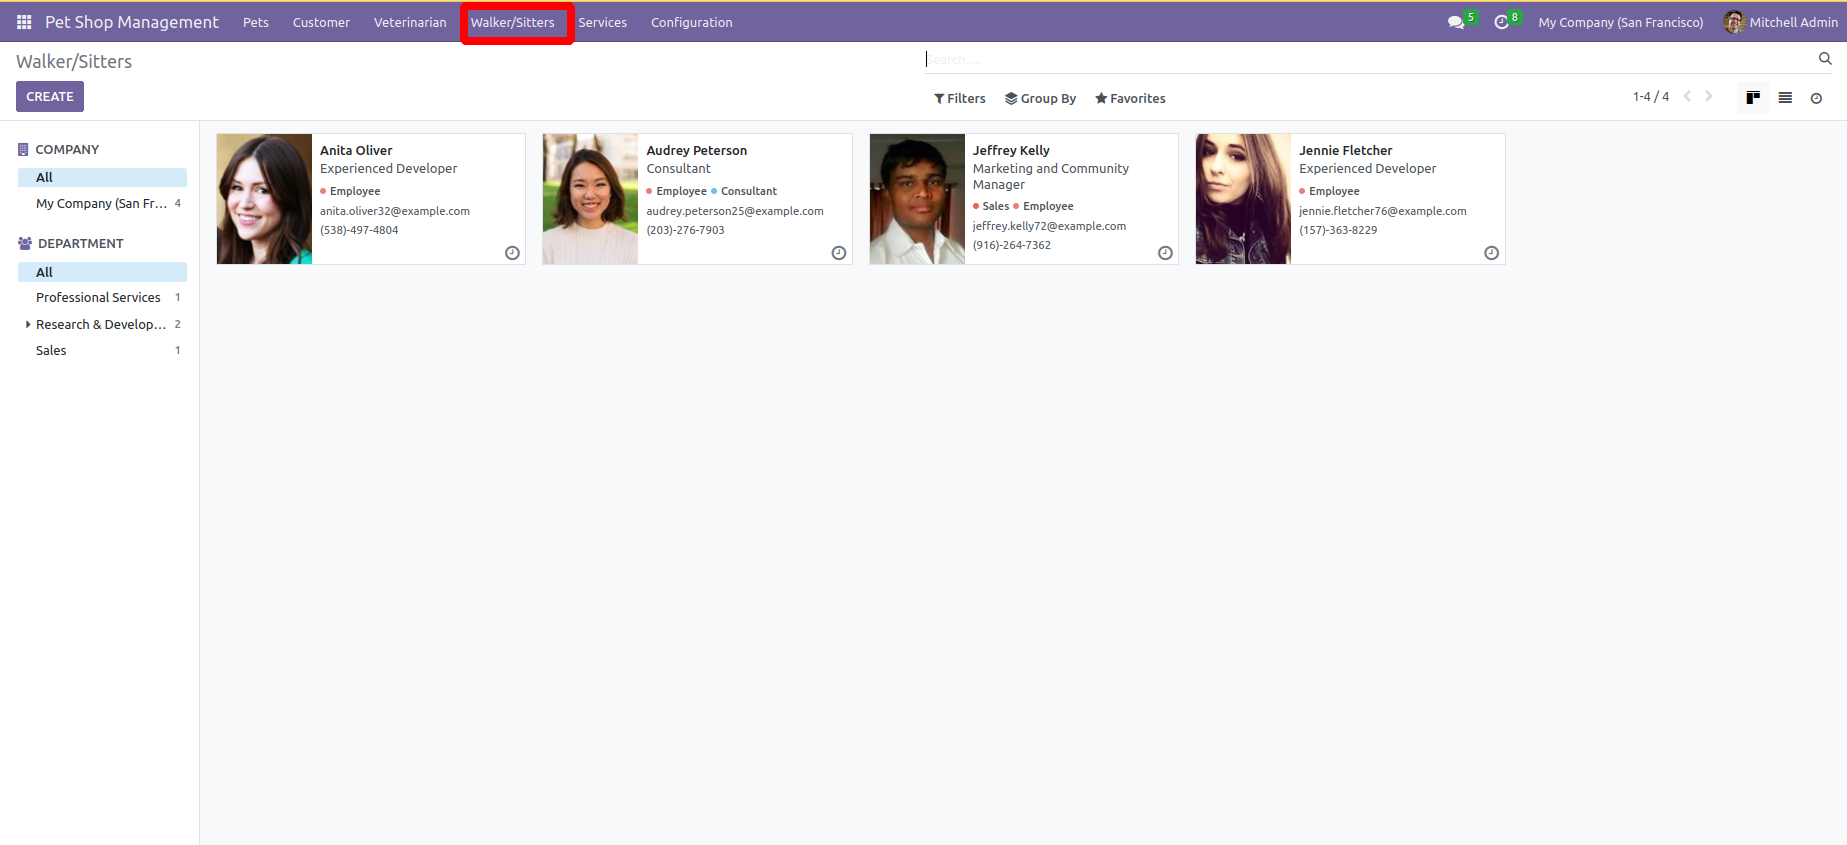 Pet Shop Management Pets Customer Veterinarian Walker/Sitters Services Configuration 5 8 My Company (San Francisco) Mitchell Admin
Walker/Sitters
Search.....
CREATE
Filters Group By Favorites
1-4 / 4
COMPANY
All
My Company (San Fr... 4
DEPARTMENT
All
Professional Services 1
Research & Develop... 2
Sales 1
Anita Oliver
Experienced Developer
Employee
anita.oliver32@example.com
(538)-497-4804
Audrey Peterson
Consultant
Employee Consultant
audrey.peterson25@example.com
(203)-276-7903
Jeffrey Kelly
Marketing and Community
Manager
Sales Employee
jeffrey.kelly72@example.com
(916)-264-7362
Jennie Fletcher
Experienced Developer
Employee
jennie.fletcher76@example.com
(157)-363-8229